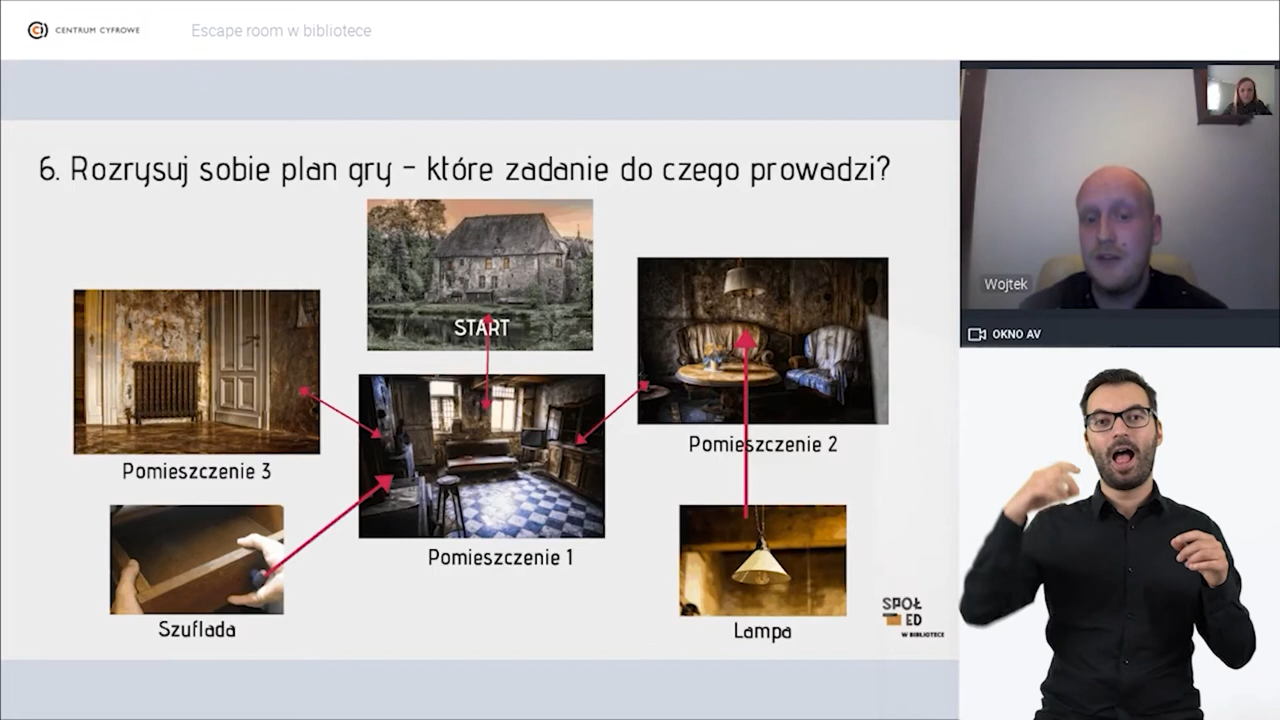 CENTRUM CYFROWE
Escape room w bibliotece
6. Rozrysuj sobie plan gry - które zadanie do czego prowadzi?
START
Pomieszczenie 2
Pomieszczenie 3
Pomieszczenie 1
Szuflada
Lampa
SPOŁ
ED
W BIBLIOTECE
Wojtek
OKNO AV